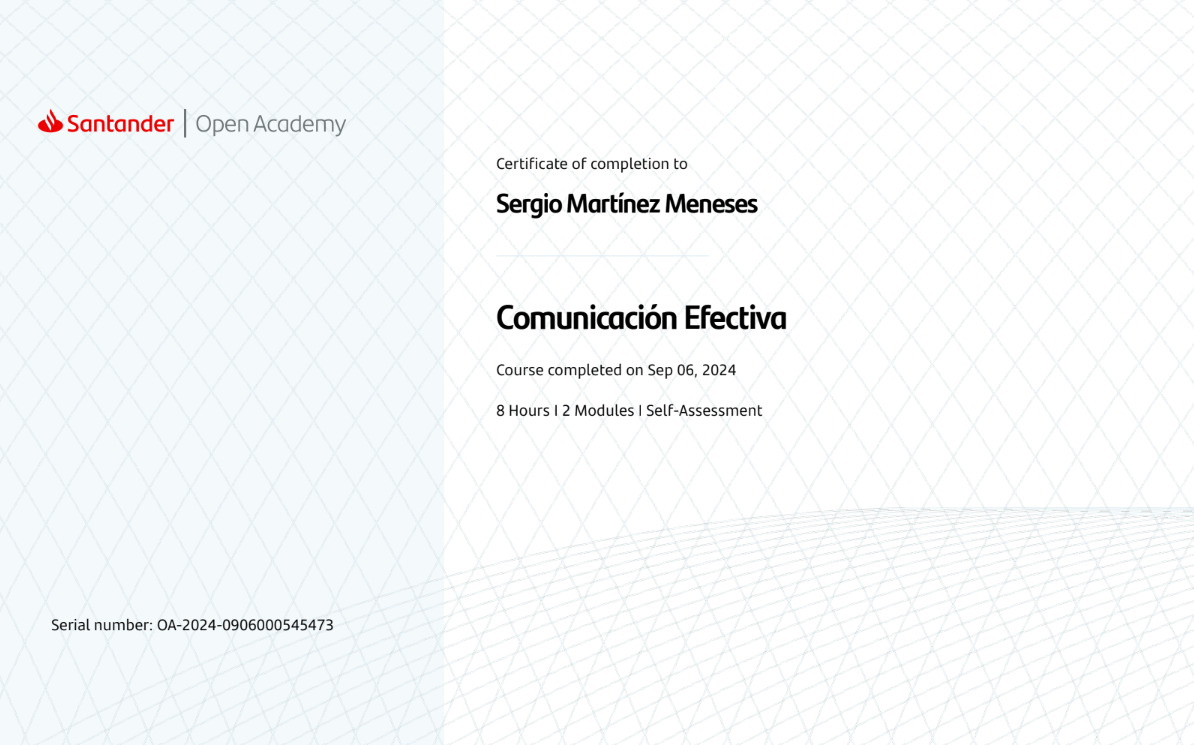 Santander | Open Academy
Certificate of completion to
Sergio Martínez Meneses
Comunicación Efectiva
Course completed on Sep 06, 2024
8 Hours I 2 Modules I Self-Assessment
Serial number: OA-2024-0906000545473